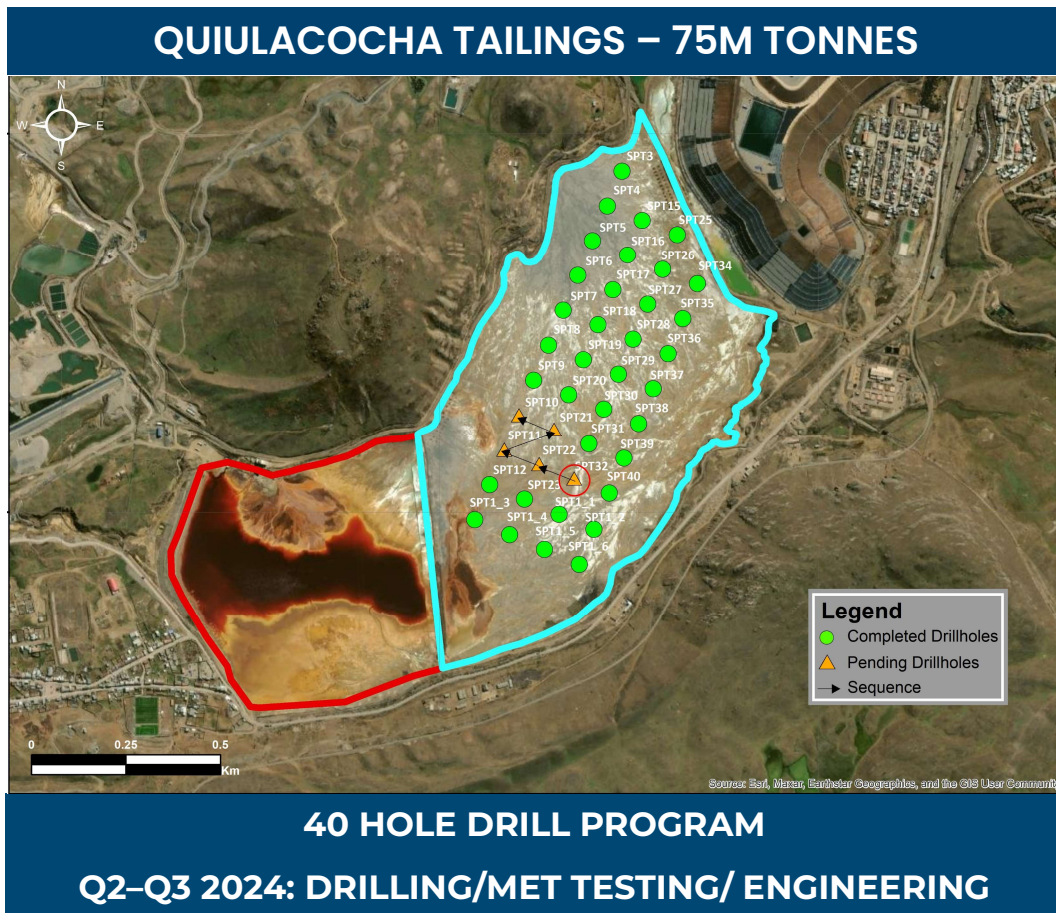 QUIULACOCHA TAILINGS – 75M TONNES
N
W
E
S
SPT3
SPT4
SPT15
SPT25
SPT5
SPT16
SPT26
SPT6
SPT17
SPT34
SPT7
SPT27
SPT35
SPT18
SPT8
SPT28
SPT36
SPT19
SPT9
SPT29
SPT37
SPT20
SPT10
SPT30
SPT21
SPT38
SPT11
SPT31
SPT22
SPT39
SPT12
SPT32
SPT23
SPT40
SPT1_3
SPT1_1
SPT1_4
SPT1_2
SPT1_5
SPT1_6
Legend
Completed Drillholes
Pending Drillholes
Sequence
0 0.25 0.5
Km
Source: Esri, Maxar, Earthstar Geographics, and the GIS User Communit
40 HOLE DRILL PROGRAM
Q2–Q3 2024: DRILLING/MET TESTING/ ENGINEERING